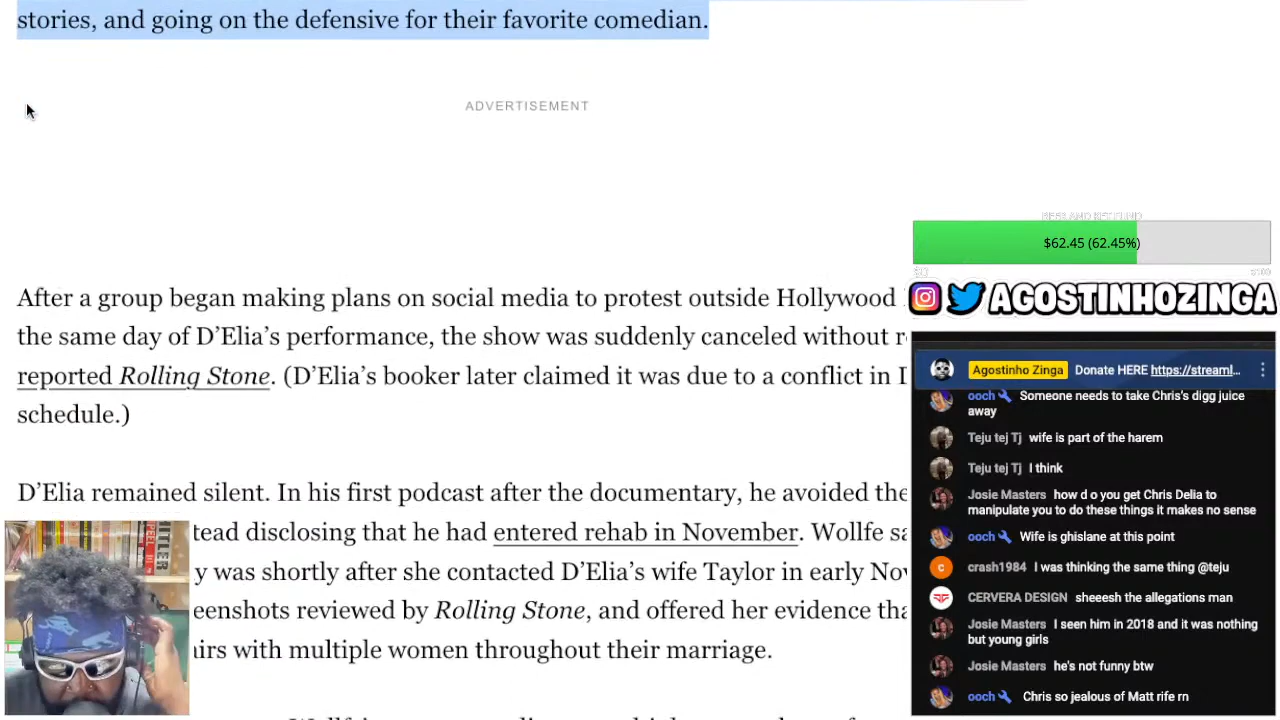 stories, and going on the defensive for their favorite comedian.
ADVERTISEMENT
$62.45 (62.45%)
AGOSTINHOZINGA
After a group began making plans on social media to protest outside Hollywood
the same day of D’Elia’s performance, the show was suddenly canceled without
reported Rolling Stone. (D’Elia’s booker later claimed it was due to a conflict in
schedule.)
D’Elia remained silent. In his first podcast after the documentary, he avoided the
tead disclosing that he had entered rehab in November. Wollfe sa
y was shortly after she contacted D’Elia’s wife Taylor in early Nov
eenshots reviewed by Rolling Stone, and offered her evidence tha
airs with multiple women throughout their marriage.
Agostinho Zinga Donate HERE https://streaml...
ooch Someone needs to take Chris's digg juice
away
Teju tej Tj wife is part of the harem
Teju tej Tj I think
Josie Masters how d o you get Chris Delia to
manipulate you to do these things it makes no sense
ooch Wife is ghislane at this point
C crash1984 I was thinking the same thing @teju
CERVERA DESIGN sheeesh the allegations man
Josie Masters I seen him in 2018 and it was nothing
but young girls
Josie Masters he's not funny btw
ooch Chris so jealous of Matt rife rn